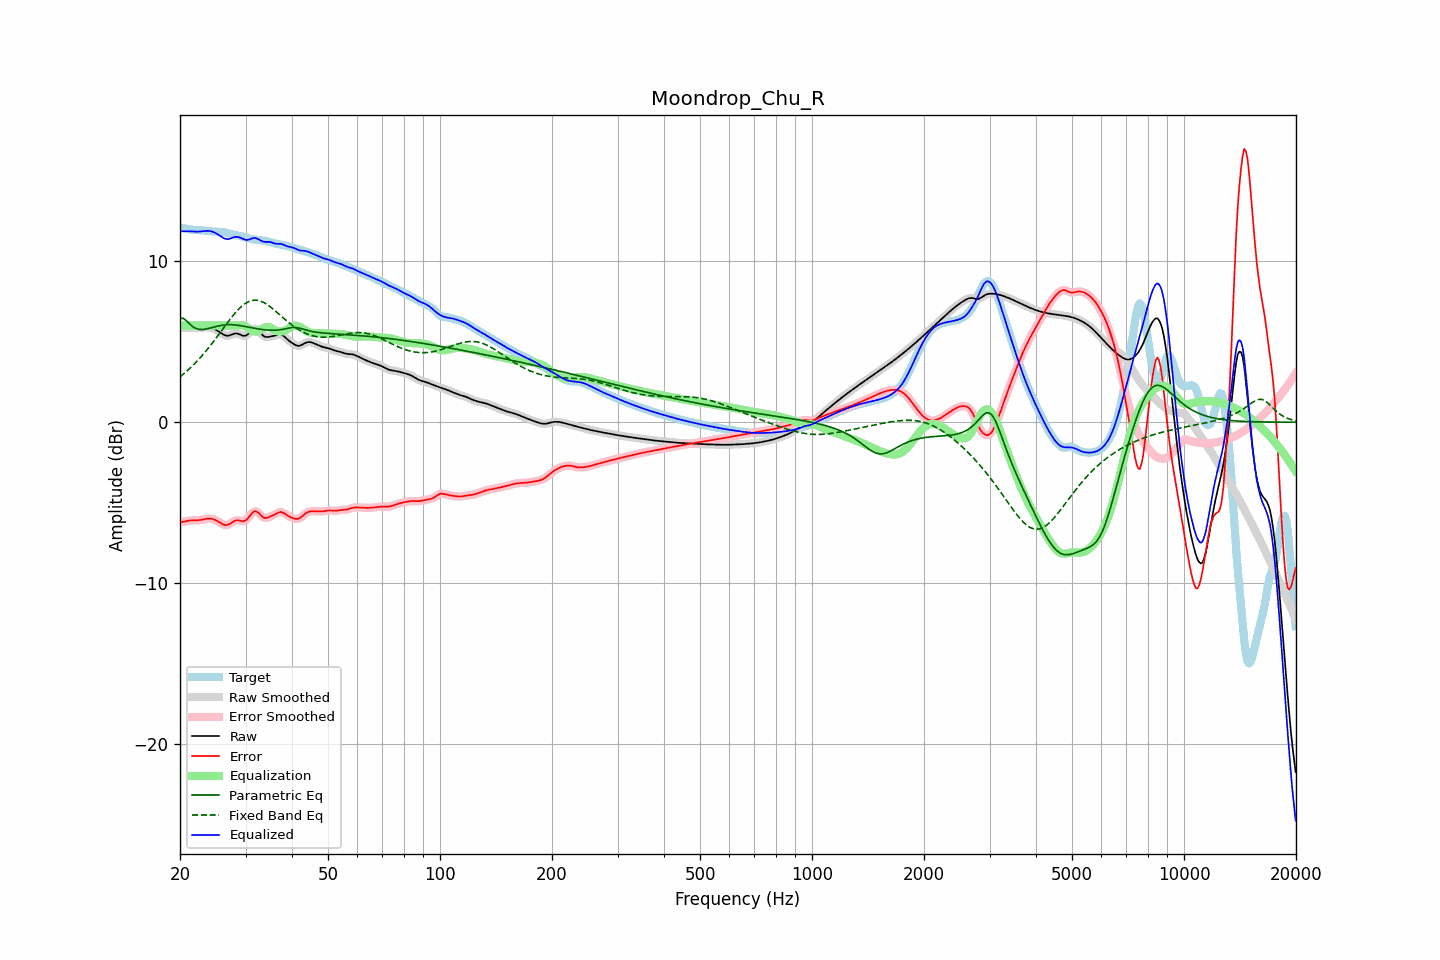 Moondrop_Chu_R
Amplitude (dBr)
10
0
−10
−20
Target
Raw Smoothed
Error Smoothed
Raw
Error
Equalization
Parametric Eq
Fixed Band Eq
Equalized
20 50 100 200 500 1000 2000 5000 10000 20000
Frequency (Hz)